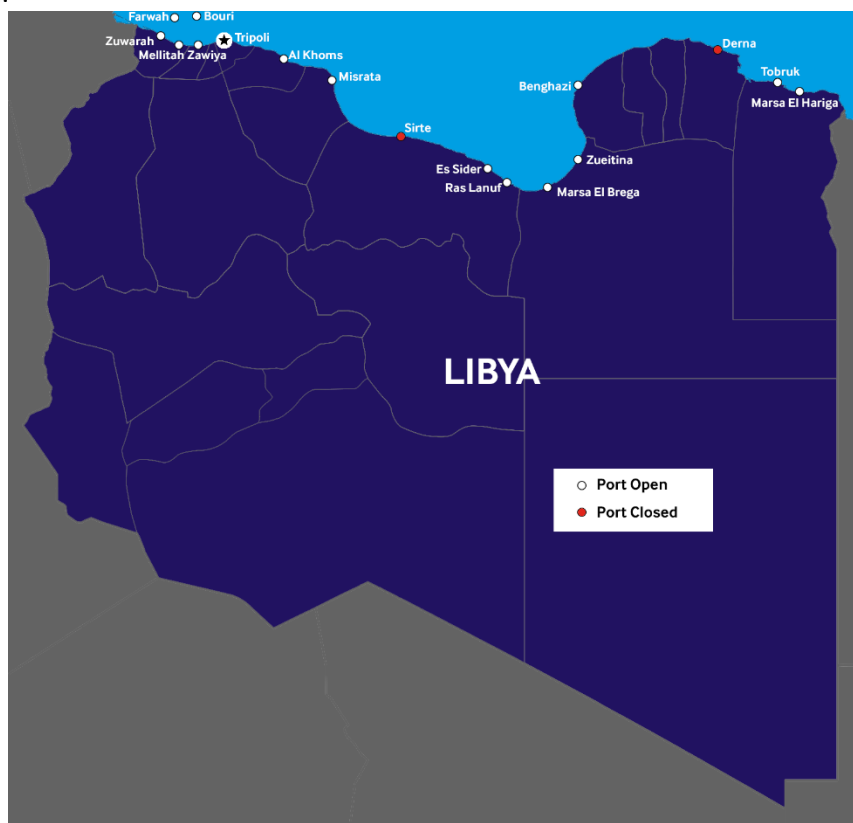 Farwah
Bouri
Zuwarah
Tripoli
Mellitah
Zawiya
Al Khoms
Misrata
Sirte
Es Sider
Ras Lanuf
Marsa El Brega
Zueitina
Benghazi
Derna
Tobruk
Marsa El Hariga
LIBYA
Port Open
Port Closed